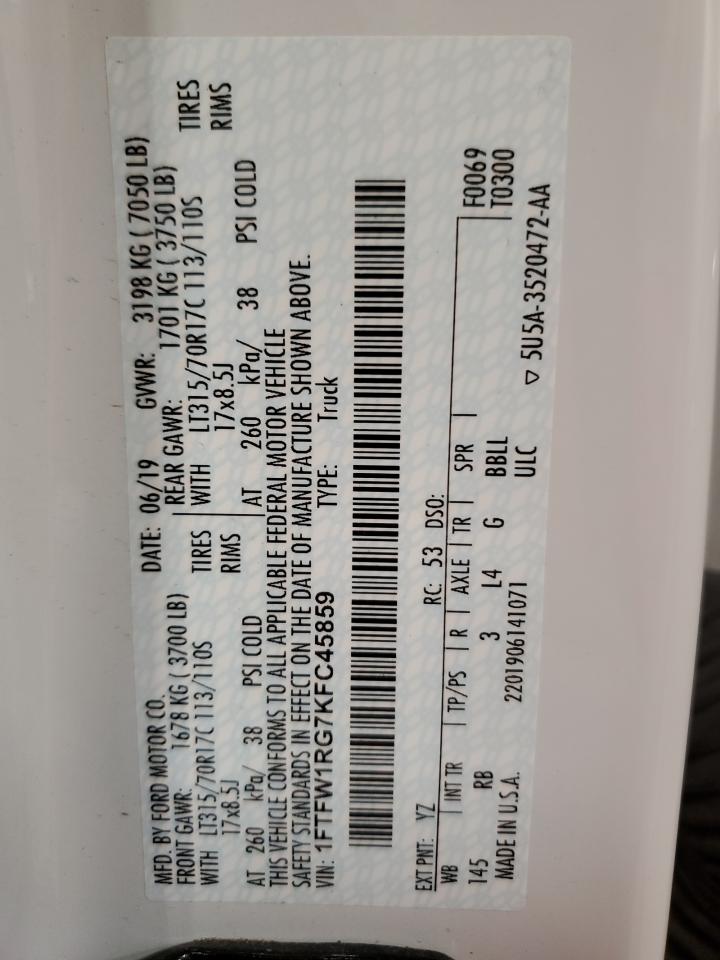 MFD. BY FORD MOTOR CO. DATE: 06/19 GVWR: 3198 KG ( 7050 LB)
FRONT GAWR: 1678 KG ( 3700 LB) REAR GAWR: 1701 KG ( 3750 LB)
WITH LT315/70R17C 113/110S TIRES WITH LT315/70R17C 113/110S TIRES
17x8.5J RIMS 17x8.5J RIMS
AT 260 kPa/ 38 PSI COLD AT 260 kPa/ 38 PSI COLD
THIS VEHICLE CONFORMS TO ALL APPLICABLE FEDERAL MOTOR VEHICLE
SAFETY STANDARDS IN EFFECT ON THE DATE OF MANUFACTURE SHOWN ABOVE.
VIN: 1FTFW1RG7KFC45859 TYPE: Truck
EXT PNT: YZ RC: 53 DSO:
WB INT TR TP/PS R AXLE TR SPR F0069
145 RB 3 L4 G BBLL T0300
MADE IN U.S.A. 2201906141071 ULC ▽ 5U5A-3520472-AA